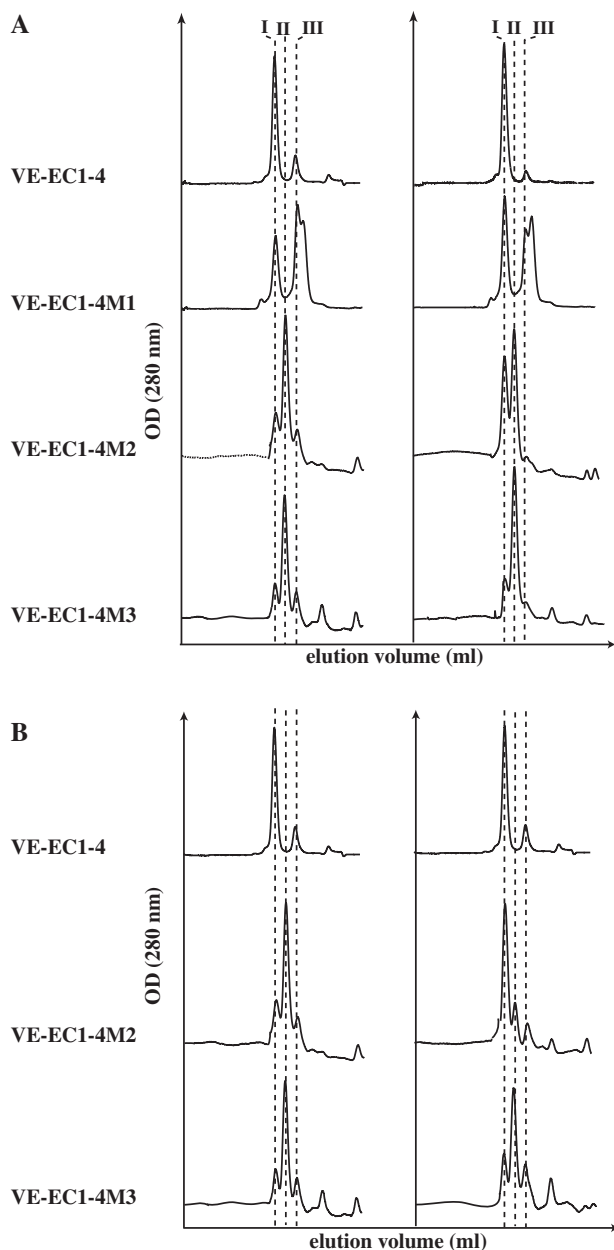 A
I II III
I II III
VE-EC1-4
VE-EC1-4M1
OD (280 nm)
VE-EC1-4M2
VE-EC1-4M3
elution volume (ml)
B
VE-EC1-4
OD (280 nm)
VE-EC1-4M2
VE-EC1-4M3
elution volume (ml)